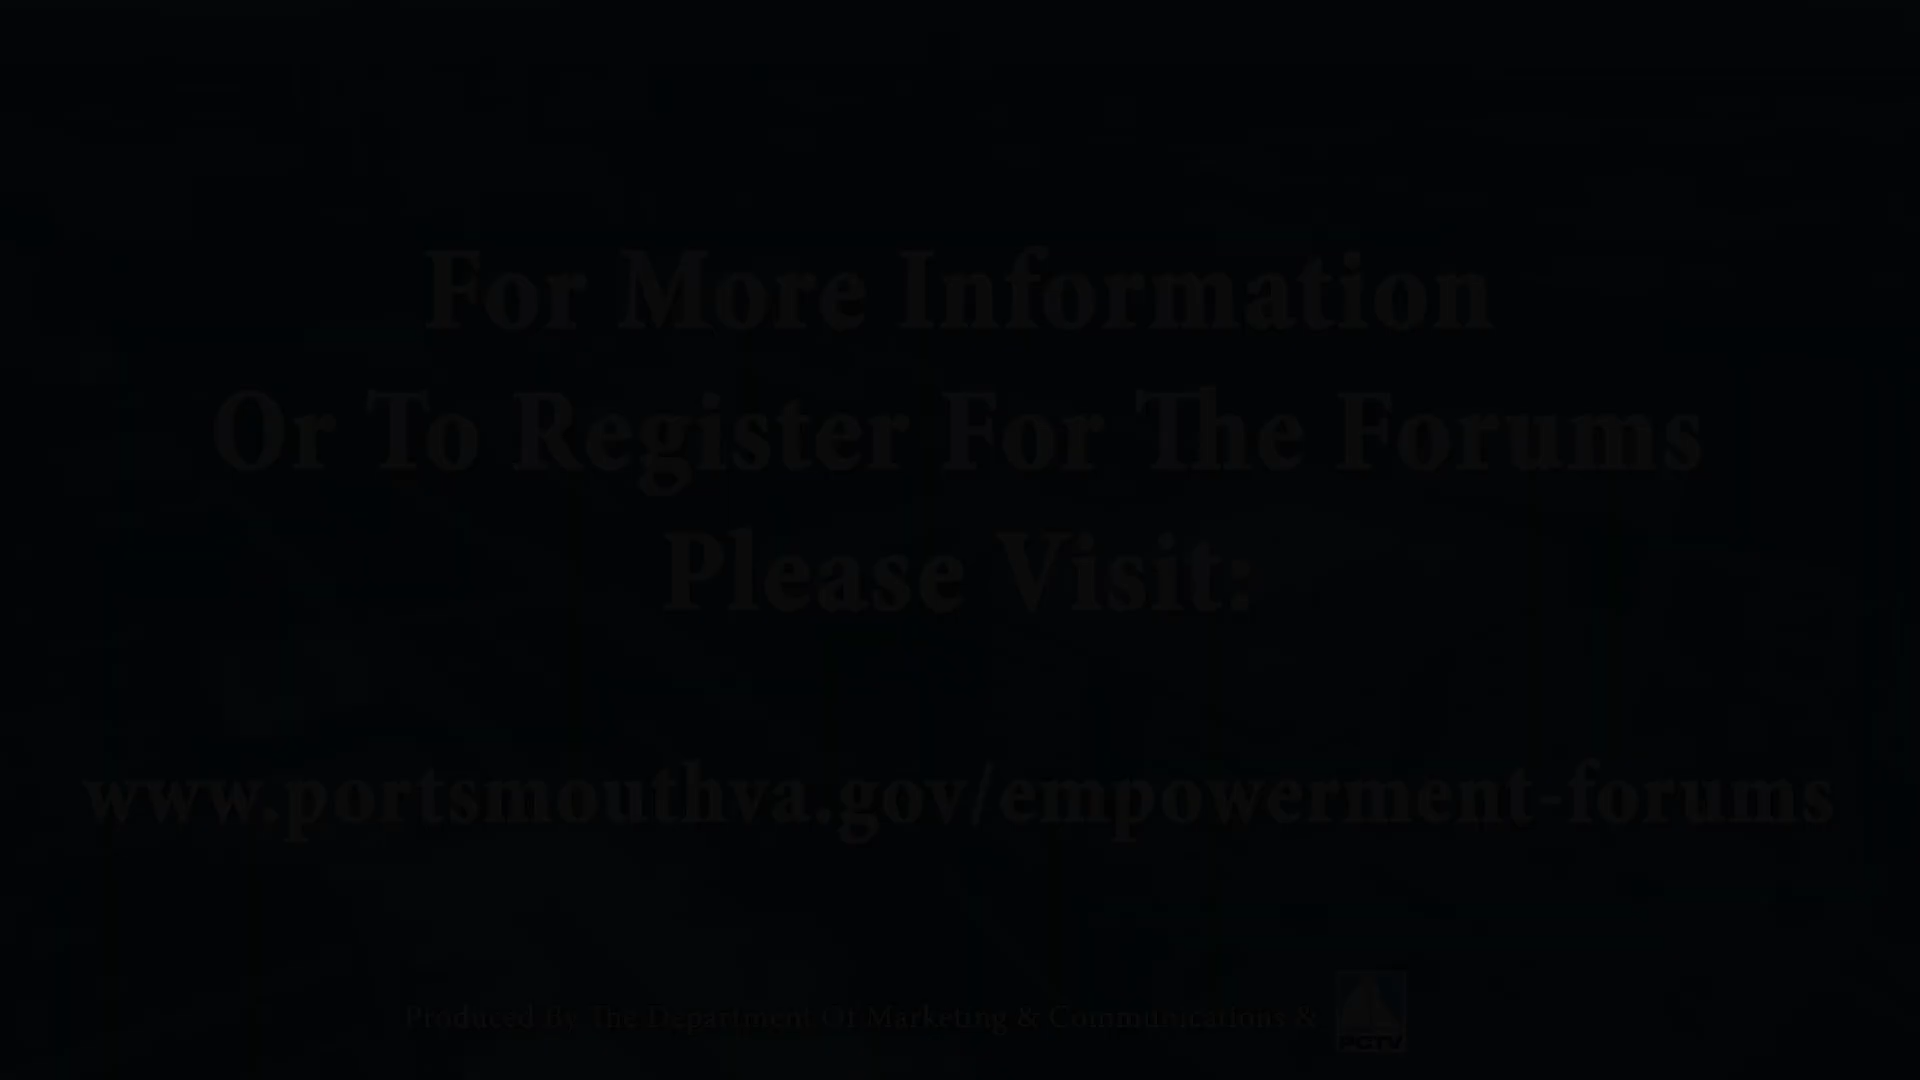 For More Information
Or To Register For The Forums
Please Visit:
www.portsmouthva.gov/empowerment-forums
Produced By The Department Of Marketing & Communications &
PCTV